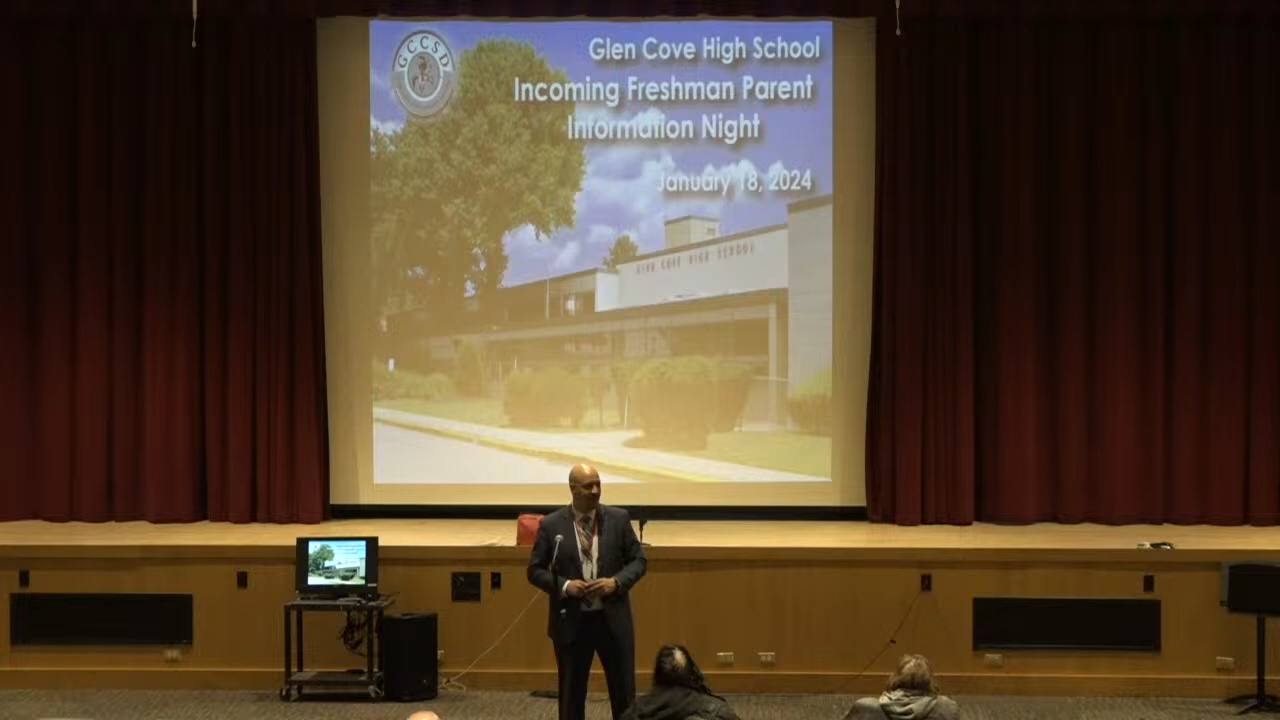 GCCSD
Glen Cove High School
Incoming Freshman Parent
Information Night
January 18, 2024
GLEN COVE HIGH SCHOOL